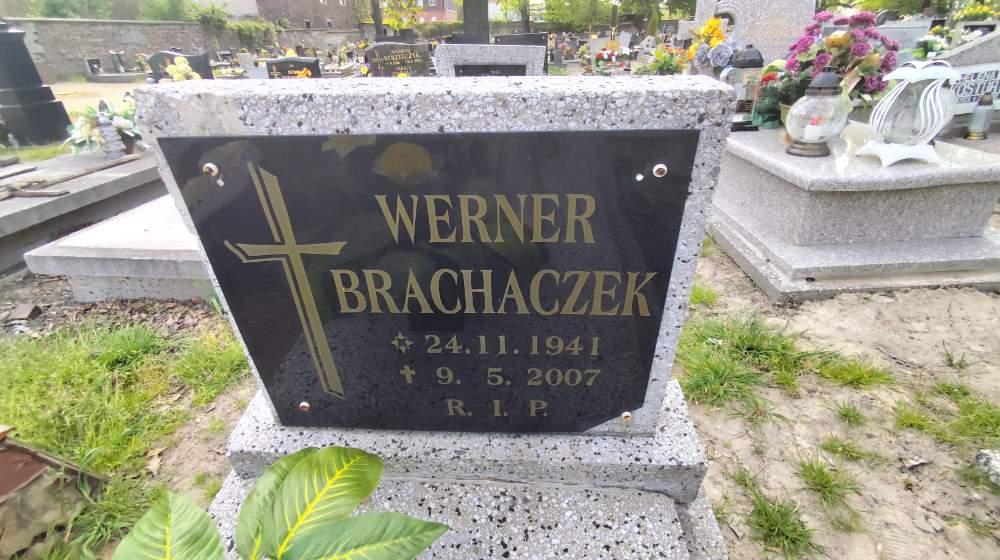 WERNER
BRACHACZEK
24.11.1941
9. 5. 2007
R. I. P.